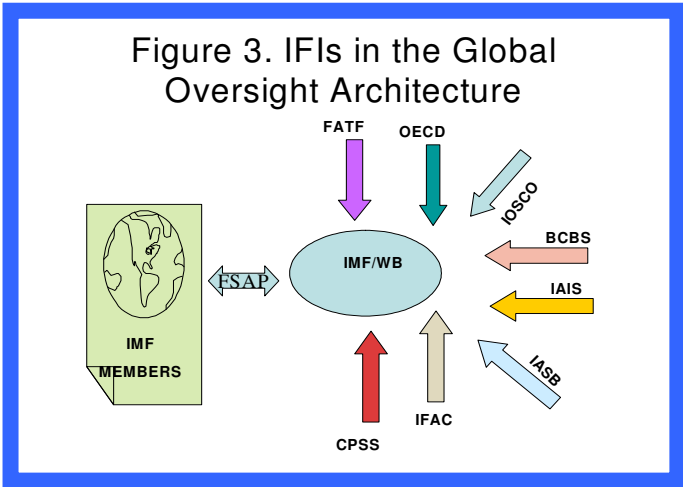 Figure 3. IFIs in the Global
Oversight Architecture
FATF
OECD
IOSCO
BCBS
IMF/WB
FSAP
IAIS
IMF
MEMBERS
IASB
IFAC
CPSS